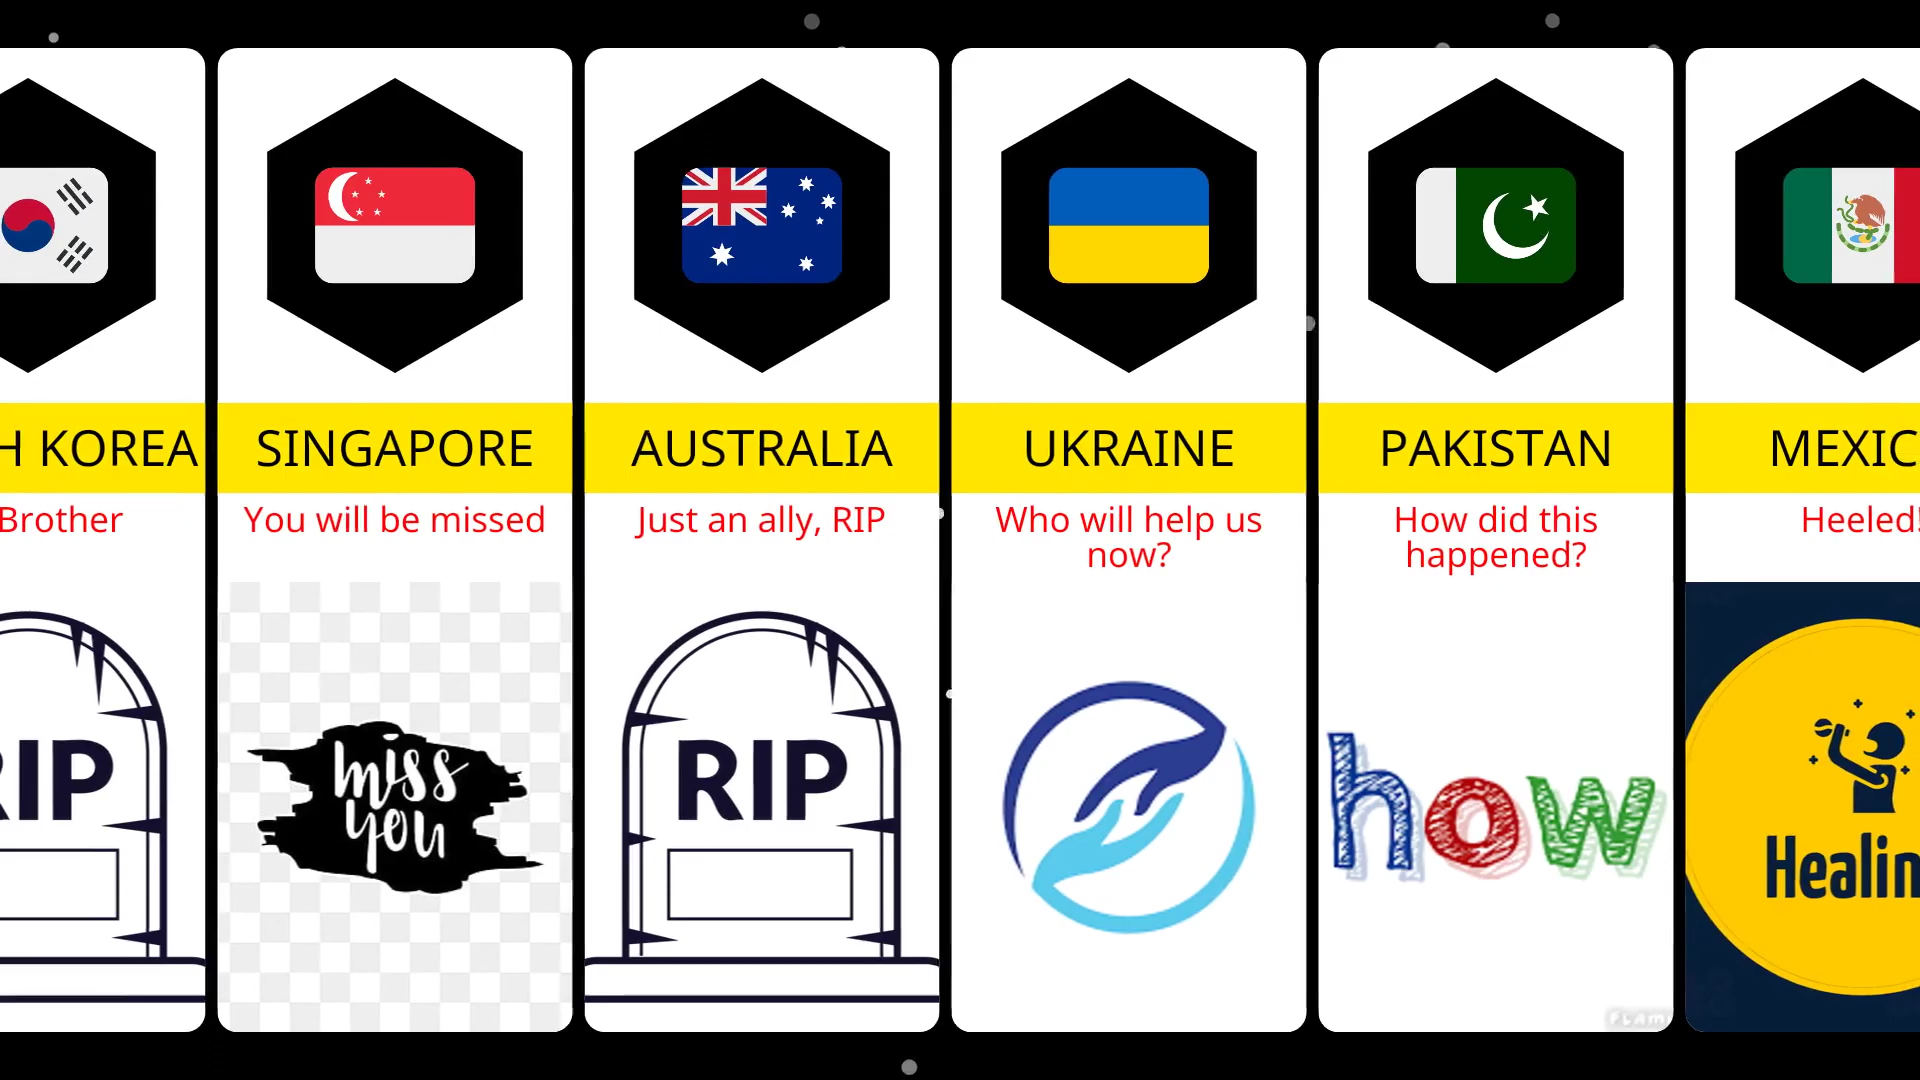 H KOREA
Brother
RIP
SINGAPORE
You will be missed
miss
you
AUSTRALIA
Just an ally, RIP
RIP
UKRAINE
Who will help us
now?
PAKISTAN
How did this
happened?
how
FLAM
MEXIC
Heeled!
Healin